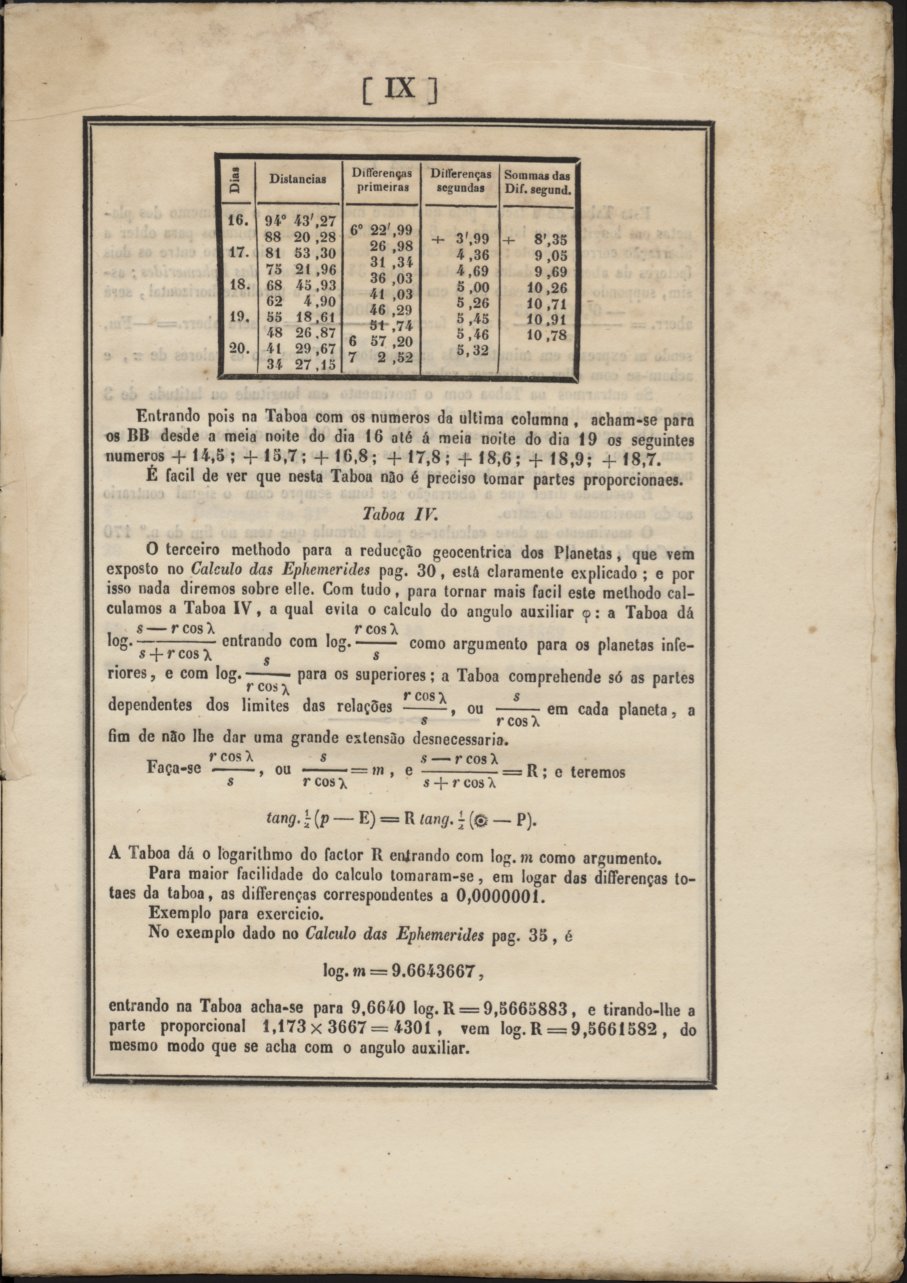 [ IX ]
Dias Distancias Differenças primeiras Differenças segundas Sommas das Dif. segund.
16. 94° 43′,27
6° 22′,99
88 20 ,28 + 3′,99 + 8′,35
26 ,98
17. 81 53 ,30 4 ,36 9 ,05
31 ,34
75 21 ,96 4 ,69 9 ,69
36 ,03
18. 68 45 ,93 5 ,00 10 ,26
41 ,03
62 4 ,90 5 ,26 10 ,71
46 ,29
19. 55 18 ,61 5 ,45 10 ,91
51 ,74
48 26 ,87 5 ,46 10 ,78
6 57 ,20
20. 41 29 ,67 5 ,32
7 2 ,52
34 27 ,15
Entrando pois na Taboa com os numeros da ultima columna , acham-se para
os BB desde a meia noite do dia 16 até á meia noite do dia 19 os seguintes
numeros + 14,5 ; + 15,7 ; + 16,8 ; + 17,8 ; + 18,6 ; + 18,9 ; + 18,7.
É facil de ver que nesta Taboa não é preciso tomar partes proporcionaes.
Taboa IV.
O terceiro methodo para a reducção geocentrica dos Planetas , que vem
exposto no Calculo das Ephemerides pag. 30 , está claramente explicado ; e por
isso nada diremos sobre elle. Com tudo , para tornar mais facil este methodo cal-
culamos a Taboa IV , a qual evita o calculo do angulo auxiliar φ : a Taboa dá
log. (s — r cos λ)/(s + r cos λ) entrando com log. (r cos λ)/s como argumento para os planetas infe-
riores , e com log. s/(r cos λ) para os superiores ; a Taboa comprehende só as partes
dependentes dos limites das relações (r cos λ)/s , ou s/(r cos λ) em cada planeta , a
fim de não lhe dar uma grande extensão desnecessaria.
Faça-se (r cos λ)/s , ou s/(r cos λ) = m , e (s — r cos λ)/(s + r cos λ) = R ; e teremos
tang. ½ (p — E) = R tang. ½ (☉ — P).
A Taboa dá o logarithmo do factor R entrando com log. m como argumento.
Para maior facilidade do calculo tomaram-se , em logar das differenças to-
taes da taboa , as differenças correspondentes a 0,0000001.
Exemplo para exercicio.
No exemplo dado no Calculo das Ephemerides pag. 35 , é
log. m = 9.6643667 ,
entrando na Taboa acha-se para 9,6640 log. R = 9,5665883 , e tirando-lhe a
parte proporcional 1,173 × 3667 = 4301 , vem log. R = 9,5661582 , do
mesmo modo que se acha com o angulo auxiliar.